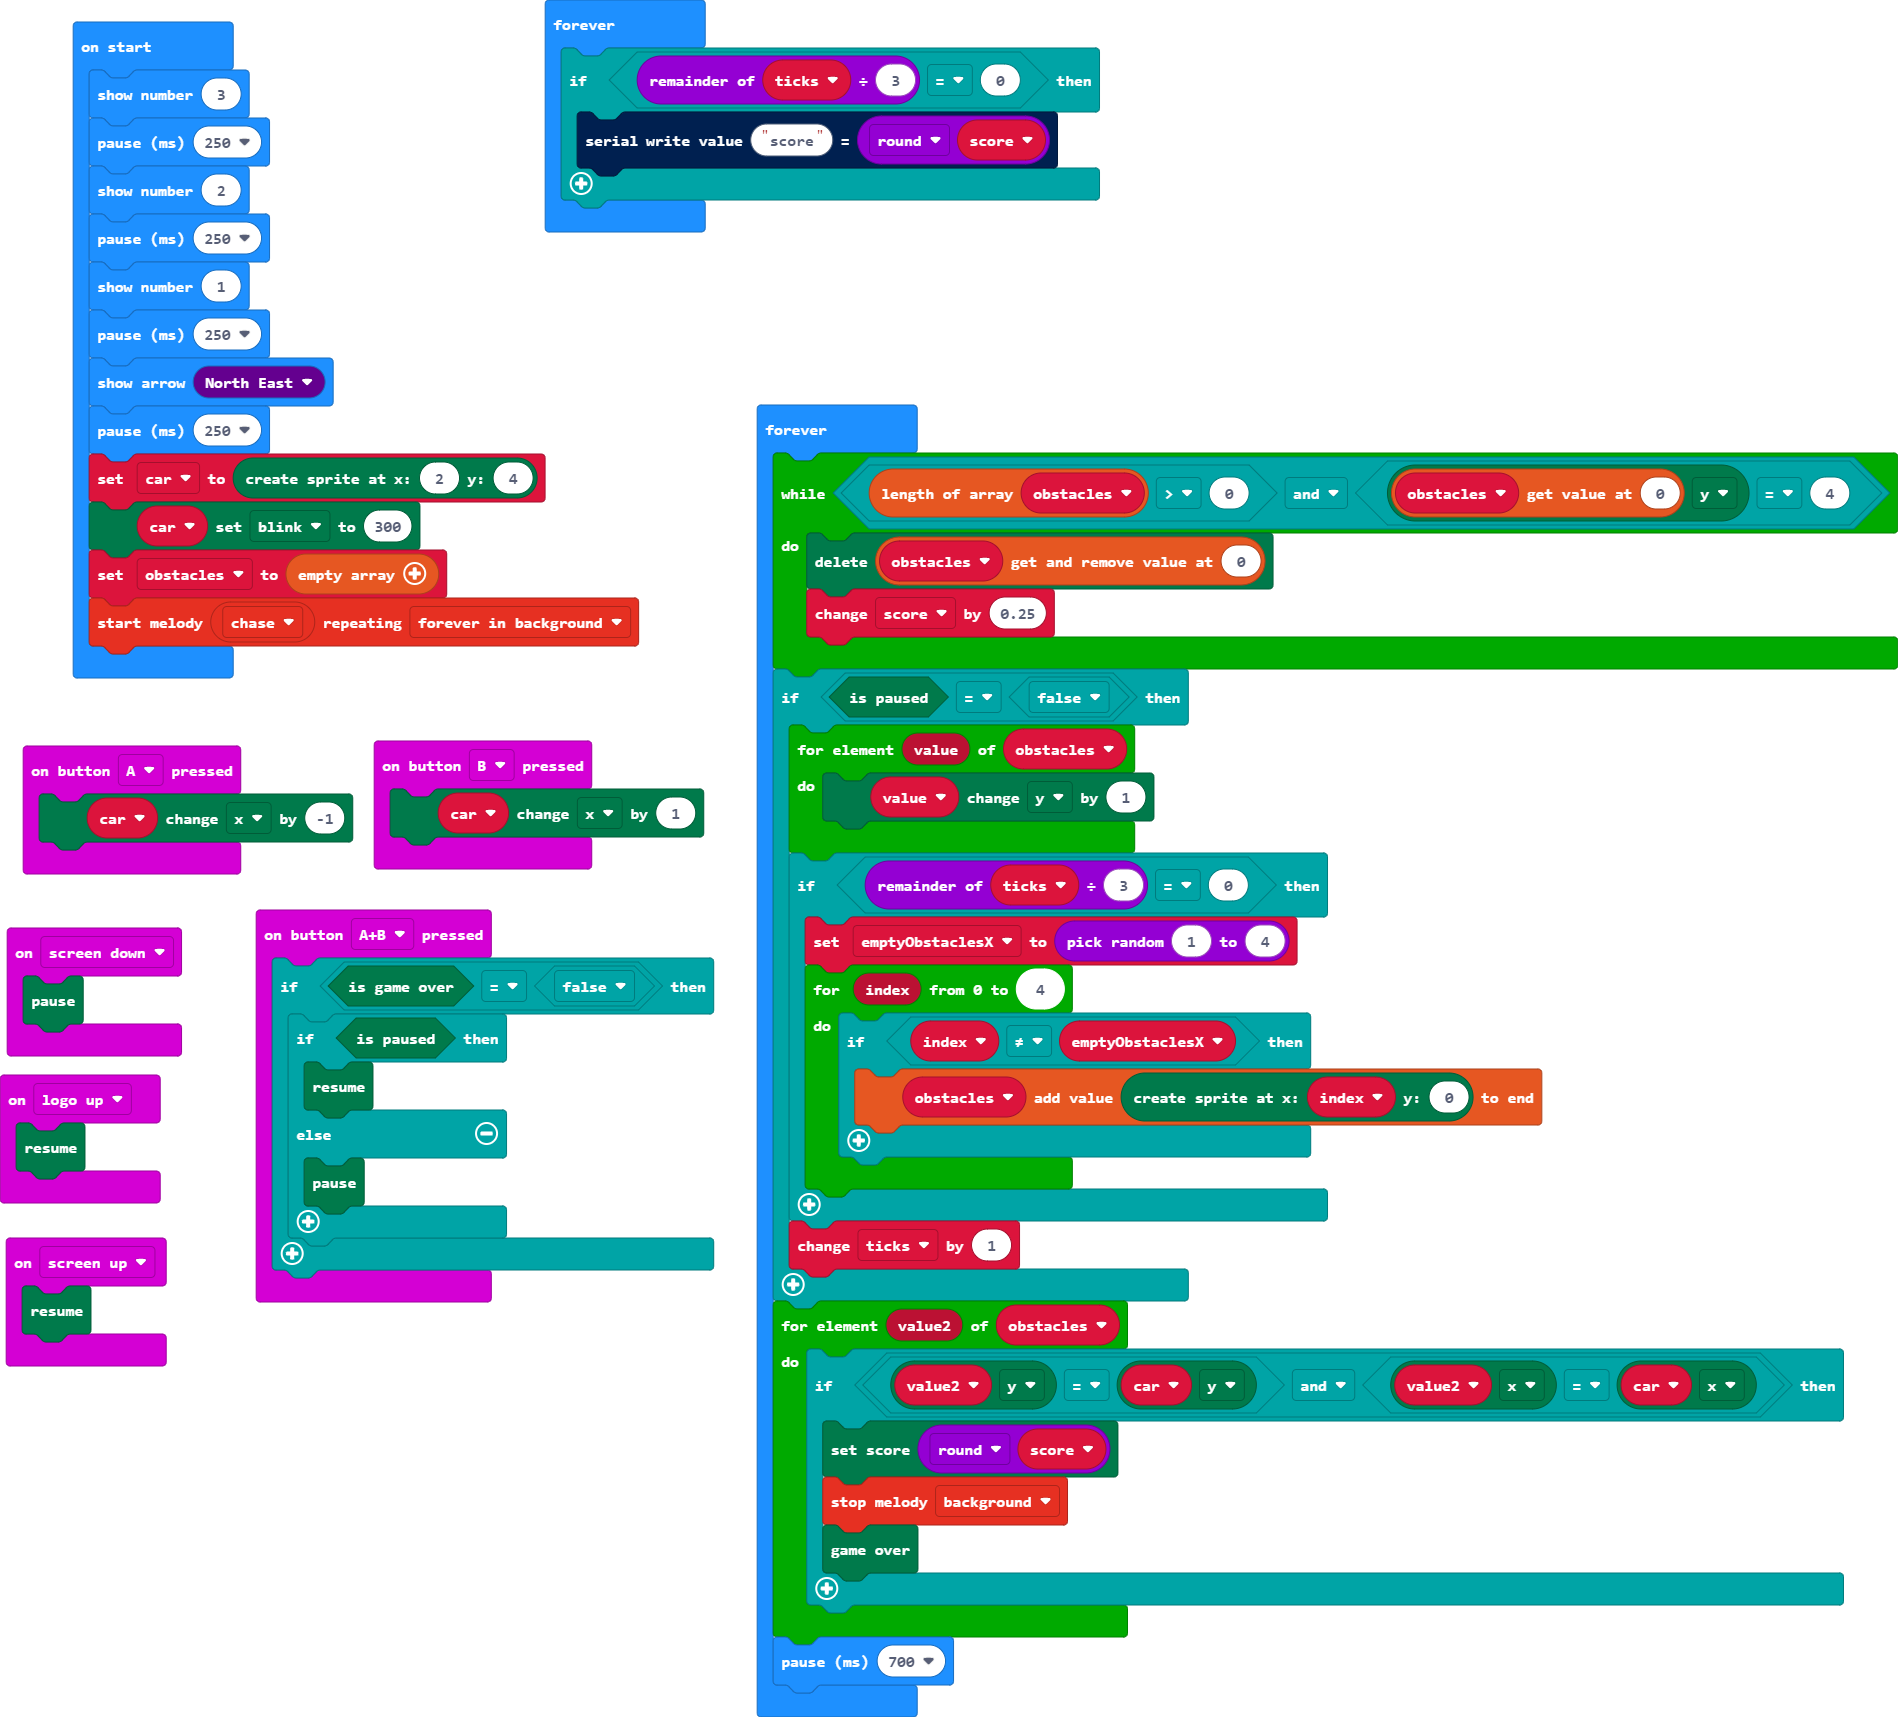 on start
show number 3
pause (ms) 250
show number 2
pause (ms) 250
show number 1
pause (ms) 250
show arrow North East
pause (ms) 250
set car to create sprite at x: 2 y: 4
car set blink to 300
set obstacles to empty array
start melody chase repeating forever in background
forever
if remainder of ticks ÷ 3 = 0 then
serial write value "score" = round score
on button A pressed
car change x by -1
on button B pressed
car change x by 1
on screen down
pause
on logo up
resume
on screen up
resume
on button A+B pressed
if is game over = false then
if is paused then
resume
else
pause
forever
while length of array obstacles > 0 and obstacles get value at 0 y = 4
do
delete obstacles get and remove value at 0
change score by 0.25
if is paused = false then
for element value of obstacles
do value change y by 1
if remainder of ticks ÷ 3 = 0 then
set emptyObstaclesX to pick random 1 to 4
for index from 0 to 4
do
if index ≠ emptyObstaclesX then
obstacles add value create sprite at x: index y: 0 to end
change ticks by 1
for element value2 of obstacles
do
if value2 y = car y and value2 x = car x then
set score round score
stop melody background
game over
pause (ms) 700